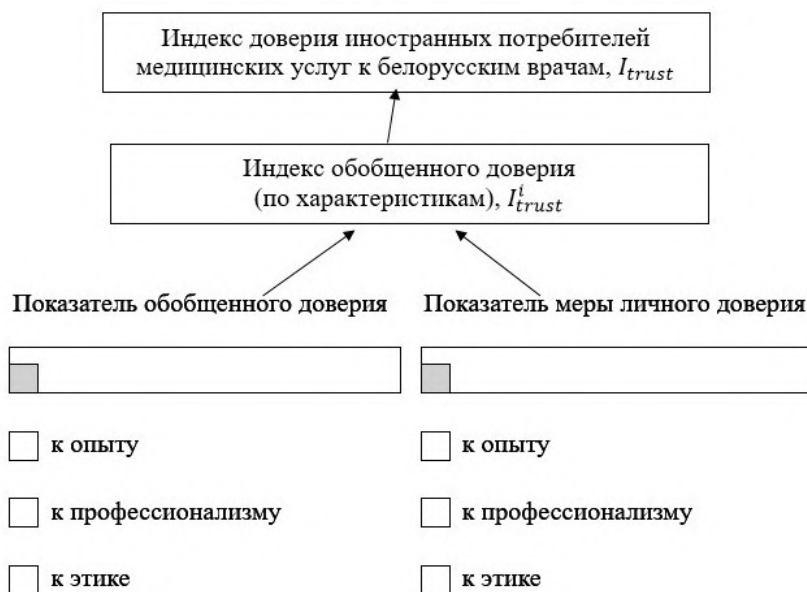 Индекс доверия иностранных потребителей
медицинских услуг к белорусским врачам, I_trust
Индекс обобщенного доверия
(по характеристикам), I^i_trust
Показатель обобщенного доверия
Показатель меры личного доверия
к опыту
к опыту
к профессионализму
к профессионализму
к этике
к этике